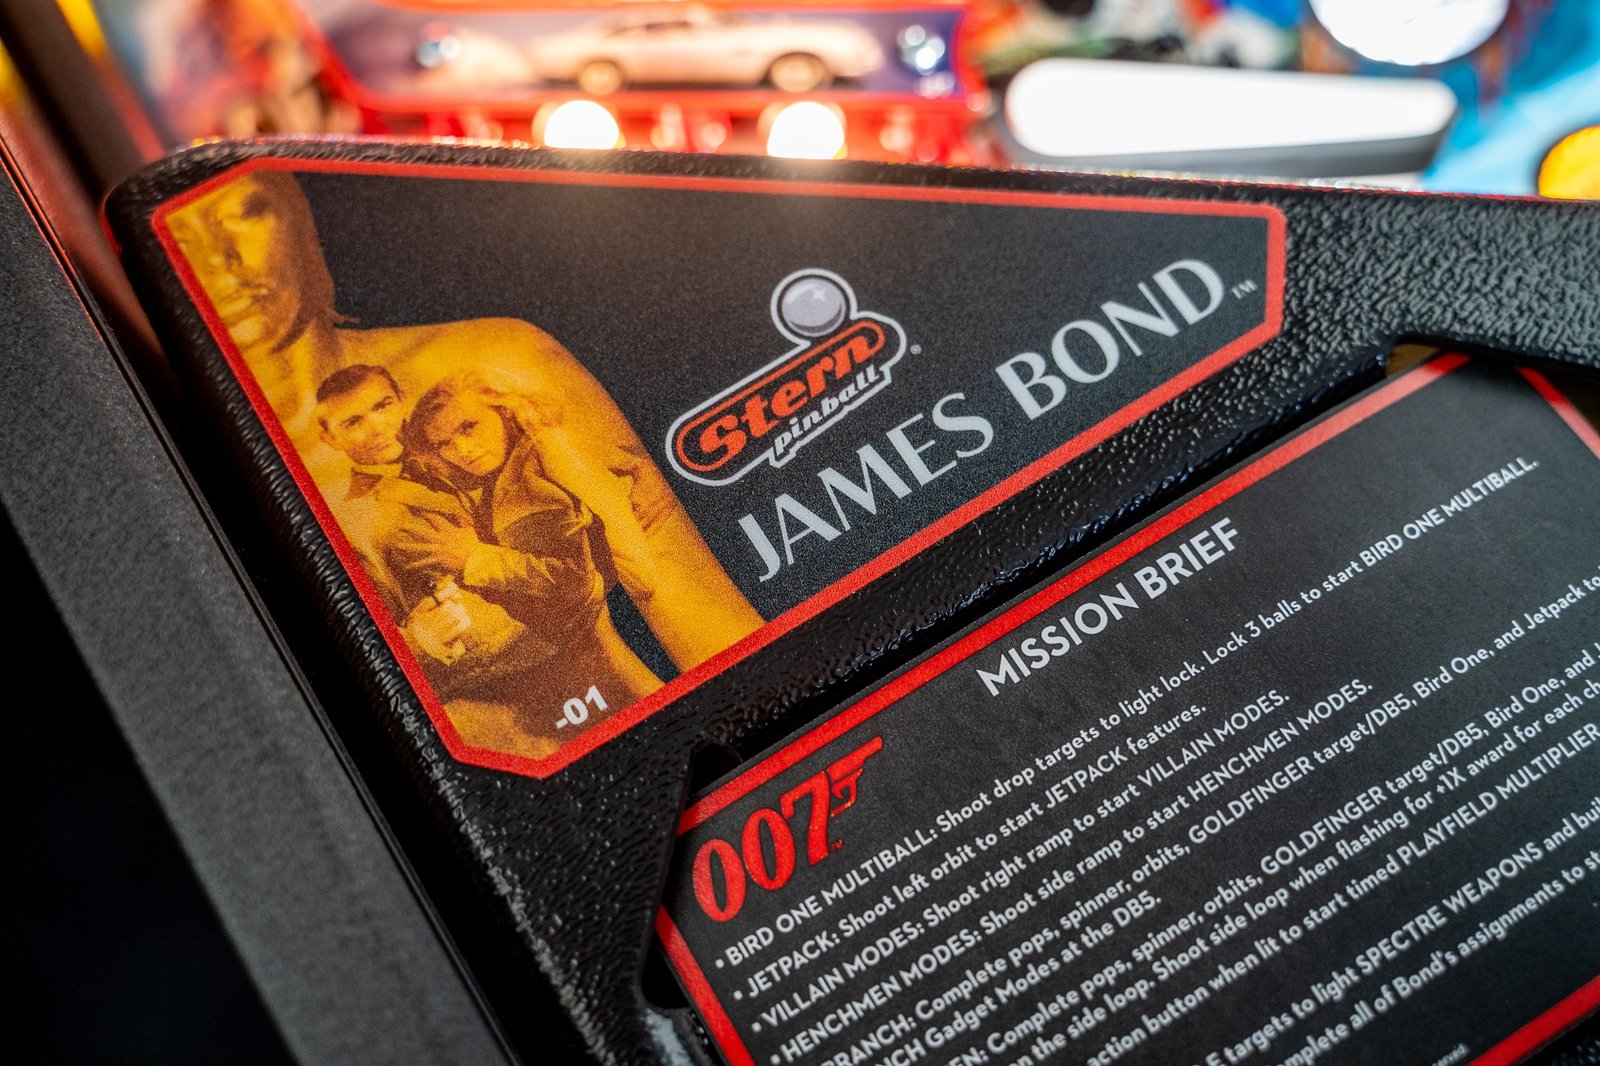 Stern
pinball
®
JAMES BOND™
-01
MISSION BRIEF
007™
• BIRD ONE MULTIBALL: Shoot drop targets to light lock. Lock 3 balls to start BIRD ONE MULTIBALL.
• JETPACK: Shoot left orbit to start JETPACK features.
• VILLAIN MODES: Shoot right ramp to start VILLAIN MODES.
• HENCHMEN MODES: Shoot side ramp to start HENCHMEN MODES.
BRANCH: Complete pops, spinner, orbits, GOLDFINGER target/DB5, Bird One, and Jetpack to
Gadget Modes at the DB5.
Complete pops, spinner, orbits, GOLDFINGER target/DB5, Bird One, and
on the side loop. Shoot side loop when flashing for +1X award for each
action button when lit to start timed PLAYFIELD MULTIPLIER
targets to light SPECTRE WEAPONS and
all of Bond's assignments to